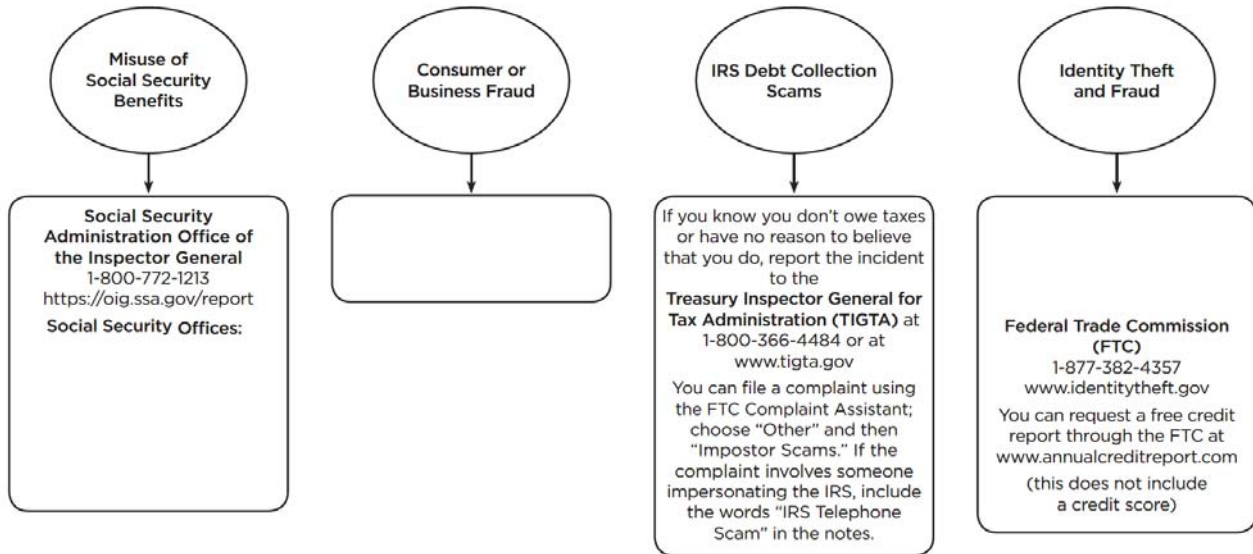 Misuse of
Social Security
Benefits
Social Security
Administration Office of
the Inspector General
1-800-772-1213
https://oig.ssa.gov/report
Social Security Offices:
Consumer or
Business Fraud
IRS Debt Collection
Scams
If you know you don't owe taxes
or have no reason to believe
that you do, report the incident
to the
Treasury Inspector General for
Tax Administration (TIGTA) at
1-800-366-4484 or at
www.tigta.gov
You can file a complaint using
the FTC Complaint Assistant;
choose “Other” and then
“Impostor Scams.” If the
complaint involves someone
impersonating the IRS, include
the words “IRS Telephone
Scam” in the notes.
Identity Theft
and Fraud
Federal Trade Commission
(FTC)
1-877-382-4357
www.identitytheft.gov
You can request a free credit
report through the FTC at
www.annualcreditreport.com
(this does not include
a credit score)